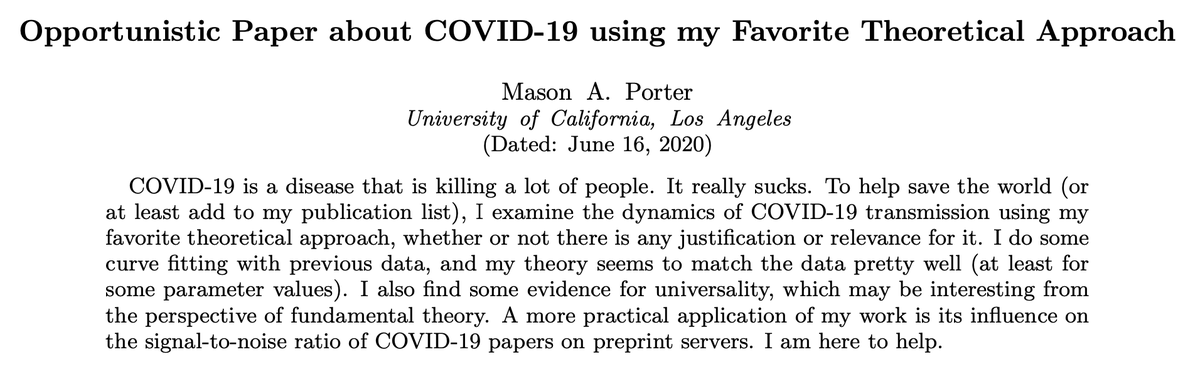 Opportunistic Paper about COVID-19 using my Favorite Theoretical Approach
Mason A. Porter
University of California, Los Angeles
(Dated: June 16, 2020)
COVID-19 is a disease that is killing a lot of people. It really sucks. To help save the world (or
at least add to my publication list), I examine the dynamics of COVID-19 transmission using my
favorite theoretical approach, whether or not there is any justification or relevance for it. I do some
curve fitting with previous data, and my theory seems to match the data pretty well (at least for
some parameter values). I also find some evidence for universality, which may be interesting from
the perspective of fundamental theory. A more practical application of my work is its influence on
the signal-to-noise ratio of COVID-19 papers on preprint servers. I am here to help.